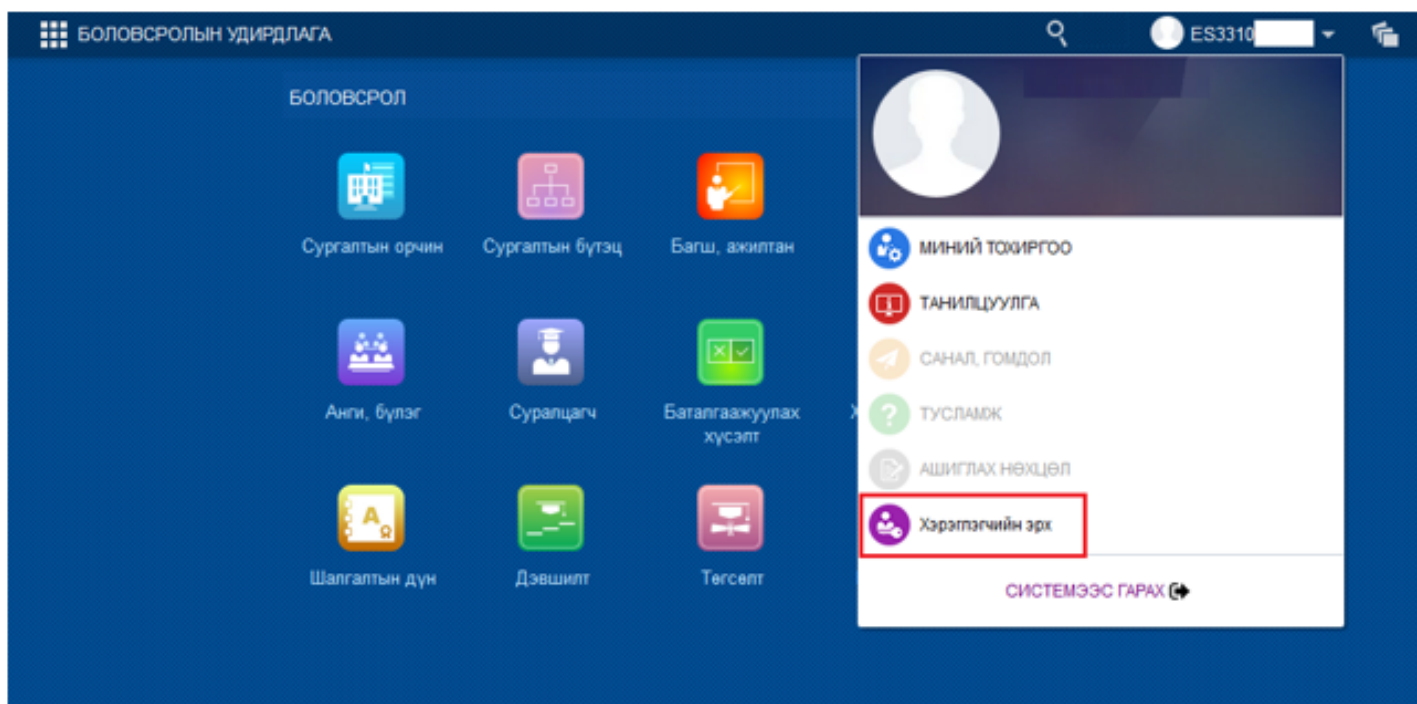 БОЛОВСРОЛЫН УДИРДЛАГА
ES3310
БОЛОВСРОЛ
Сургалтын орчин
Сургалтын бүтэц
Багш, ажилтан
Анги, бүлэг
Суралцагч
Баталгаажуулах
хүсэлт
Шалгалтын дүн
Дэвшилт
Төгсөлт
МИНИЙ ТОХИРГОО
ТАНИЛЦУУЛГА
САНАЛ, ГОМДОЛ
ТУСЛАМЖ
АШИГЛАХ НӨХЦӨЛ
Хэрэглэгчийн эрх
СИСТЕМЭЭС ГАРАХ